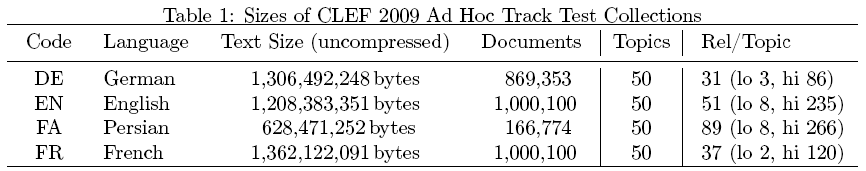 Table 1: Sizes of CLEF 2009 Ad Hoc Track Test Collections
Code Language Text Size (uncompressed) Documents Topics Rel/Topic
DE German 1,306,492,248 bytes 869,353 50 31 (lo 3, hi 86)
EN English 1,208,383,351 bytes 1,000,100 50 51 (lo 8, hi 235)
FA Persian 628,471,252 bytes 166,774 50 89 (lo 8, hi 266)
FR French 1,362,122,091 bytes 1,000,100 50 37 (lo 2, hi 120)